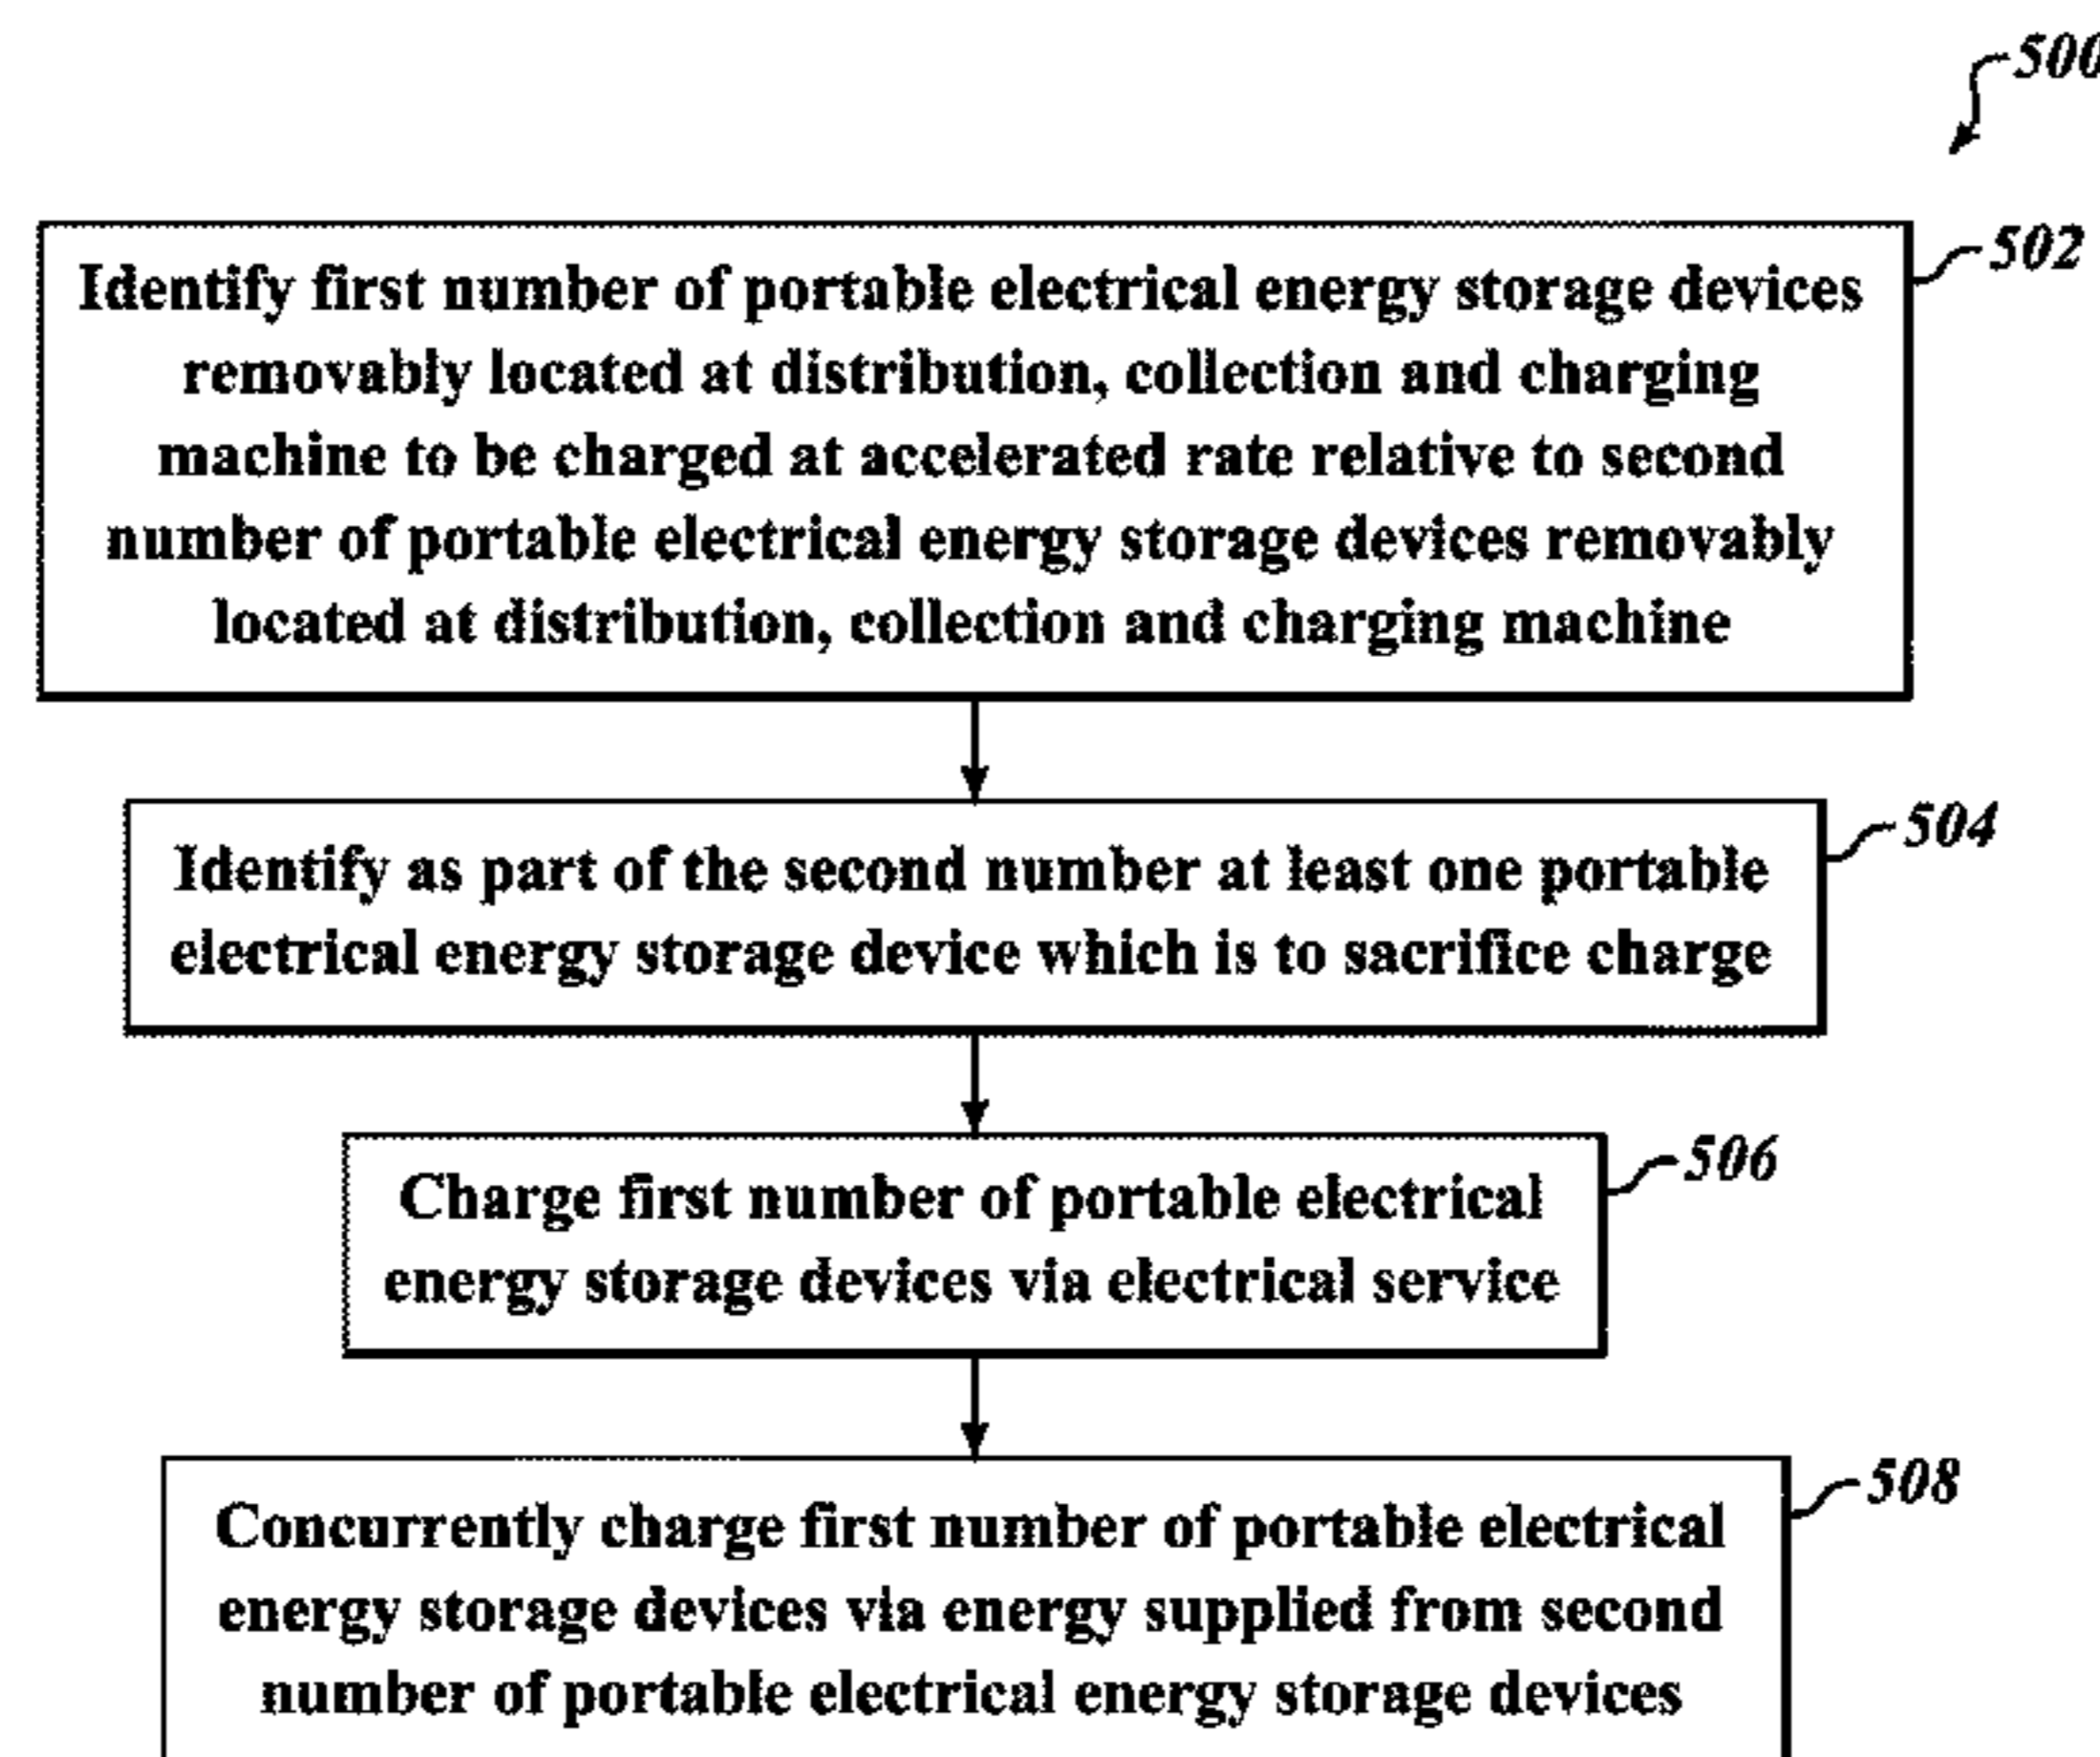 500
502
Identify first number of portable electrical energy storage devices
removably located at distribution, collection and charging
machine to be charged at accelerated rate relative to second
number of portable electrical energy storage devices removably
located at distribution, collection and charging machine
504
Identify as part of the second number at least one portable
electrical energy storage device which is to sacrifice charge
506
Charge first number of portable electrical
energy storage devices via electrical service
508
Concurrently charge first number of portable electrical
energy storage devices via energy supplied from second
number of portable electrical energy storage devices